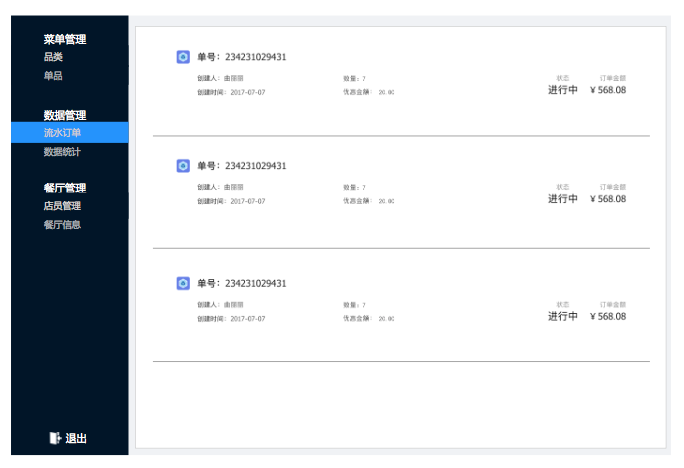 菜单管理
品类
单品
数据管理
流水订单
数据统计
餐厅管理
店员管理
餐厅信息
退出
单号：234231029431
创建人：曲丽丽 数量：7 状态 订单金额
创建时间：2017-07-07 优惠金额： 20.00 进行中 ¥ 568.08
单号：234231029431
创建人：曲丽丽 数量：7 状态 订单金额
创建时间：2017-07-07 优惠金额： 20.00 进行中 ¥ 568.08
单号：234231029431
创建人：曲丽丽 数量：7 状态 订单金额
创建时间：2017-07-07 优惠金额： 20.00 进行中 ¥ 568.08